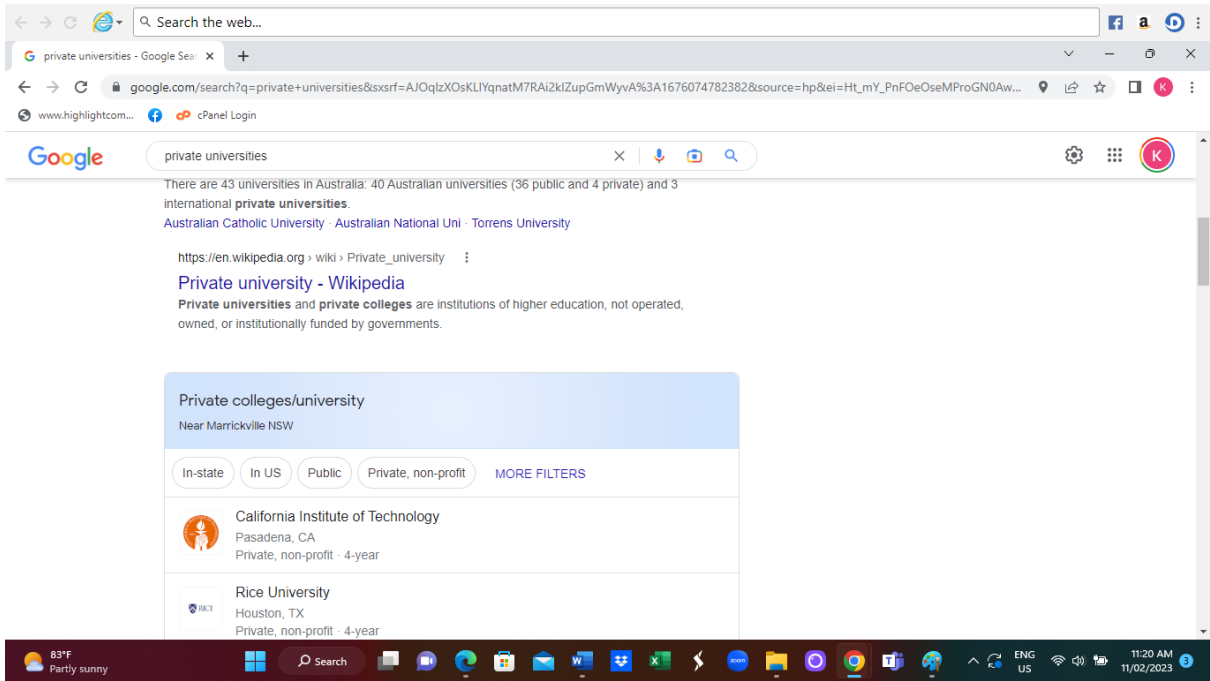 Search the web...
private universities - Google Sear
google.com/search?q=private+universities&sxsrf=AJOqlzXOsKLIYqnatM7RAi2kIZupGmWyvA%3A1676074782382&source=hp&ei=Ht_mY_PnFOeOseMProGN0Aw...
K
www.highlightcom...
cP cPanel Login
Google
private universities
K
There are 43 universities in Australia: 40 Australian universities (36 public and 4 private) and 3
international private universities.
Australian Catholic University · Australian National Uni · Torrens University
https://en.wikipedia.org › wiki › Private_university
Private university - Wikipedia
Private universities and private colleges are institutions of higher education, not operated,
owned, or institutionally funded by governments.
Private colleges/university
Near Marrickville NSW
In-state In US Public Private, non-profit MORE FILTERS
California Institute of Technology
Pasadena, CA
Private, non-profit · 4-year
Rice University
RICE
Houston, TX
Private, non-profit · 4-year
83°F
Partly sunny
Search
zoom
ENG
US
11:20 AM
11/02/2023
3